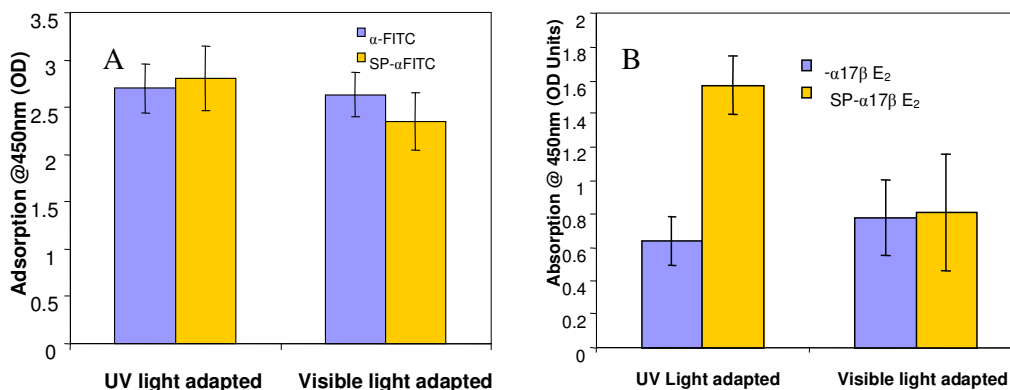 Adsorption @450nm (OD)
3.5
3
2.5
2
1.5
1
0.5
0
A
α-FITC
SP-αFITC
UV light adapted
Visible light adapted
Absorption @ 450nm (OD Units)
2
1.8
1.6
1.4
1.2
1
0.8
0.6
0.4
0.2
0
B
-α17β E₂
SP-α17β E₂
UV Light adapted
Visible light adapted